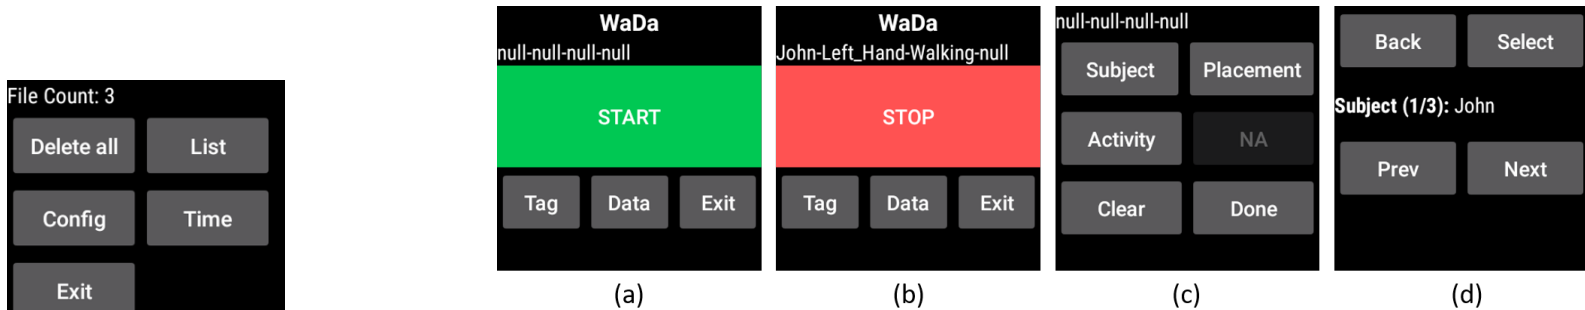 File Count: 3
Delete all List
Config Time
Exit
WaDa
null-null-null-null
START
Tag Data Exit
(a)
WaDa
John-Left_Hand-Walking-null
STOP
Tag Data Exit
(b)
null-null-null-null
Subject Placement
Activity NA
Clear Done
(c)
Back Select
Subject (1/3): John
Prev Next
(d)